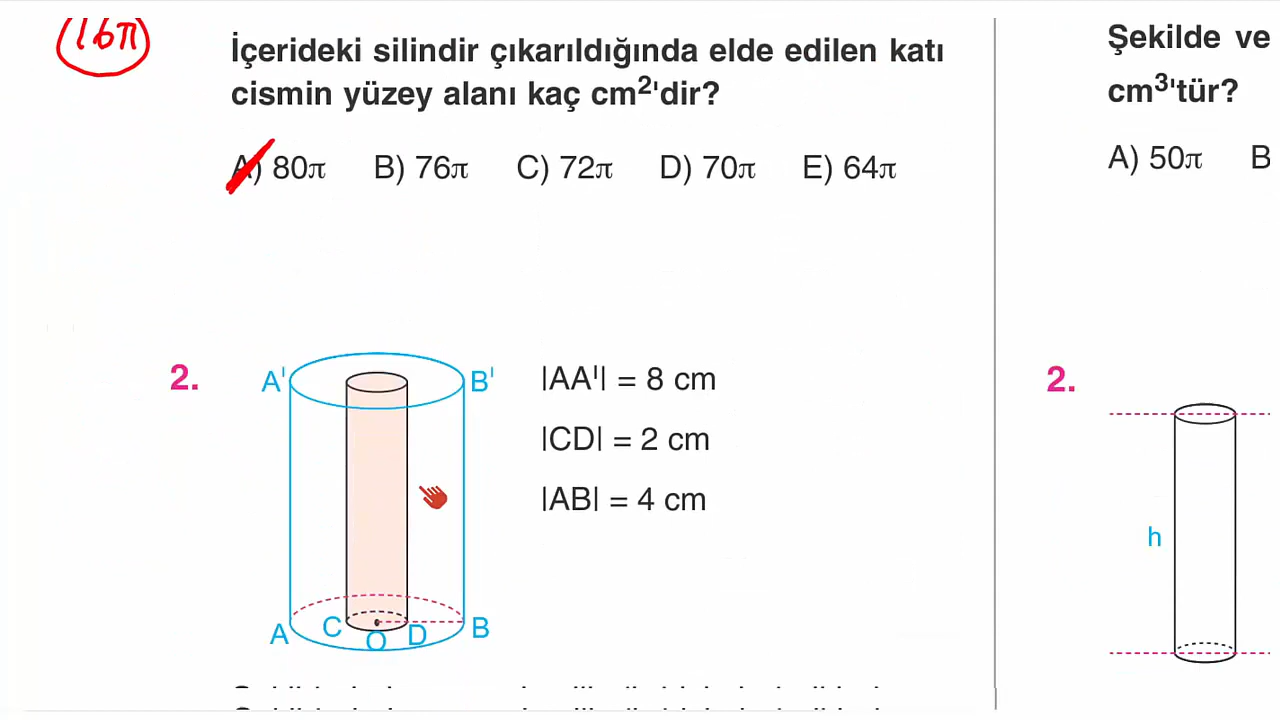 16π
İçerideki silindir çıkarıldığında elde edilen katı
cismin yüzey alanı kaç cm²'dir?
A) 80π B) 76π C) 72π D) 70π E) 64π
2.
A' B'
|AA'| = 8 cm
|CD| = 2 cm
|AB| = 4 cm
A C O D B
Şekilde ve
cm³'tür?
A) 50π B
2.
h